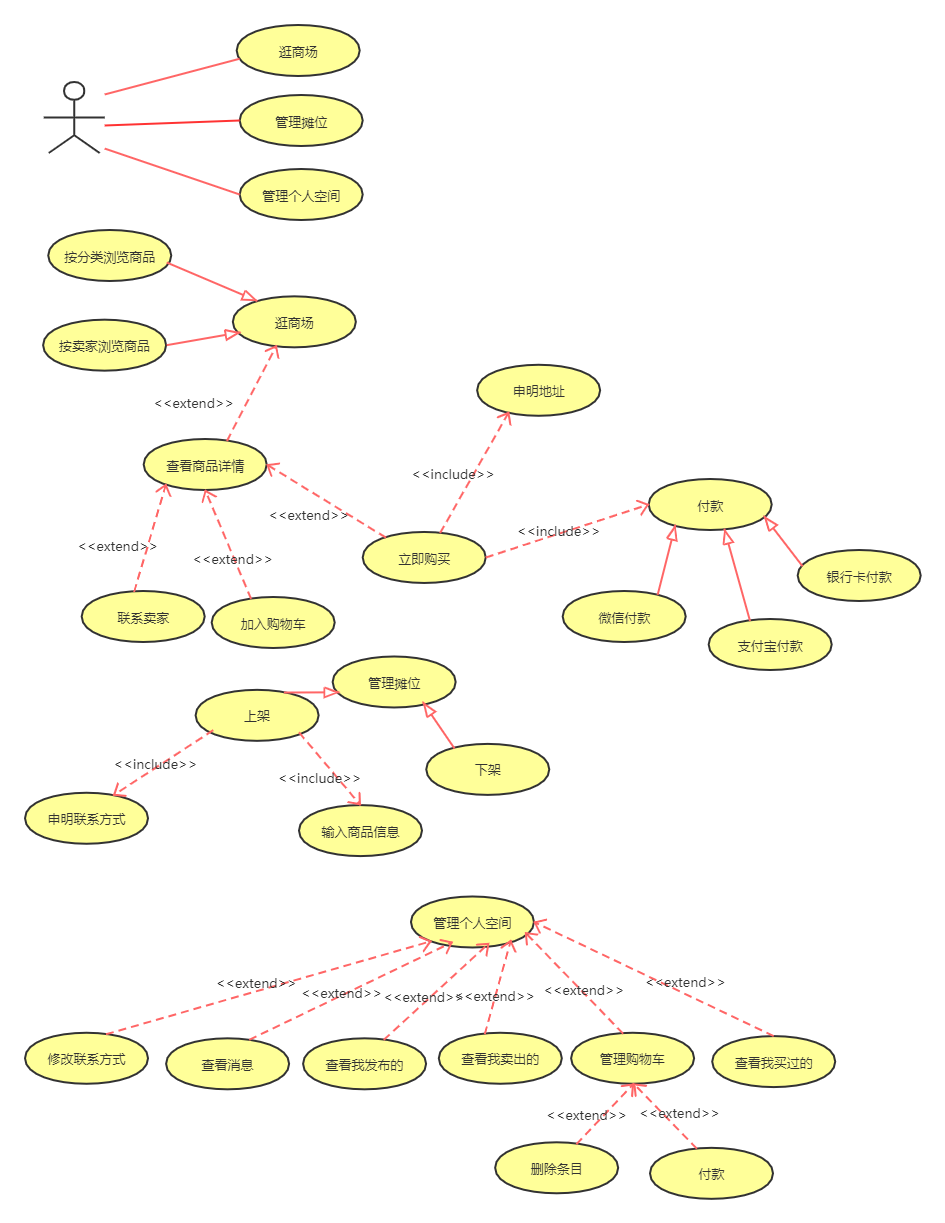 逛商场
管理摊位
管理个人空间
按分类浏览商品
逛商场
按卖家浏览商品
申明地址
<<extend>>
查看商品详情
<<include>>
付款
<<extend>>
<<include>>
<<extend>>
<<extend>>
立即购买
银行卡付款
联系卖家
加入购物车
微信付款
支付宝付款
管理摊位
上架
<<include>>
<<include>>
下架
申明联系方式
输入商品信息
管理个人空间
<<extend>>
<<extend>>
<<extend>>
<<extend>>
<<extend>>
<<extend>>
修改联系方式
查看消息
查看我发布的
查看我卖出的
管理购物车
查看我买过的
<<extend>>
<<extend>>
删除条目
付款